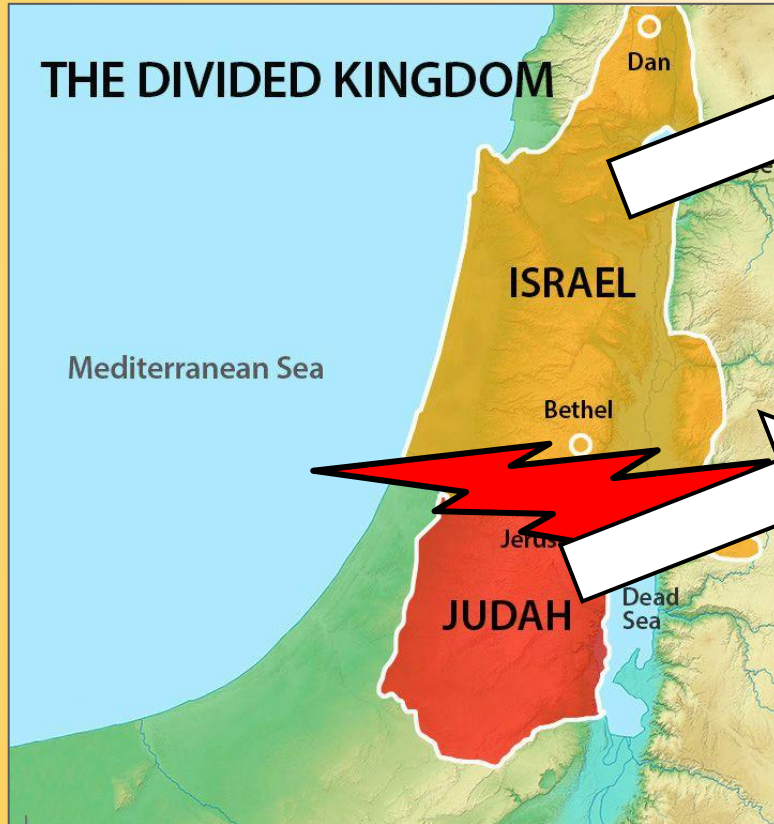 THE DIVIDED KINGDOM
Dan
ISRAEL
Mediterranean Sea
Bethel
JUDAH
Dead
Sea